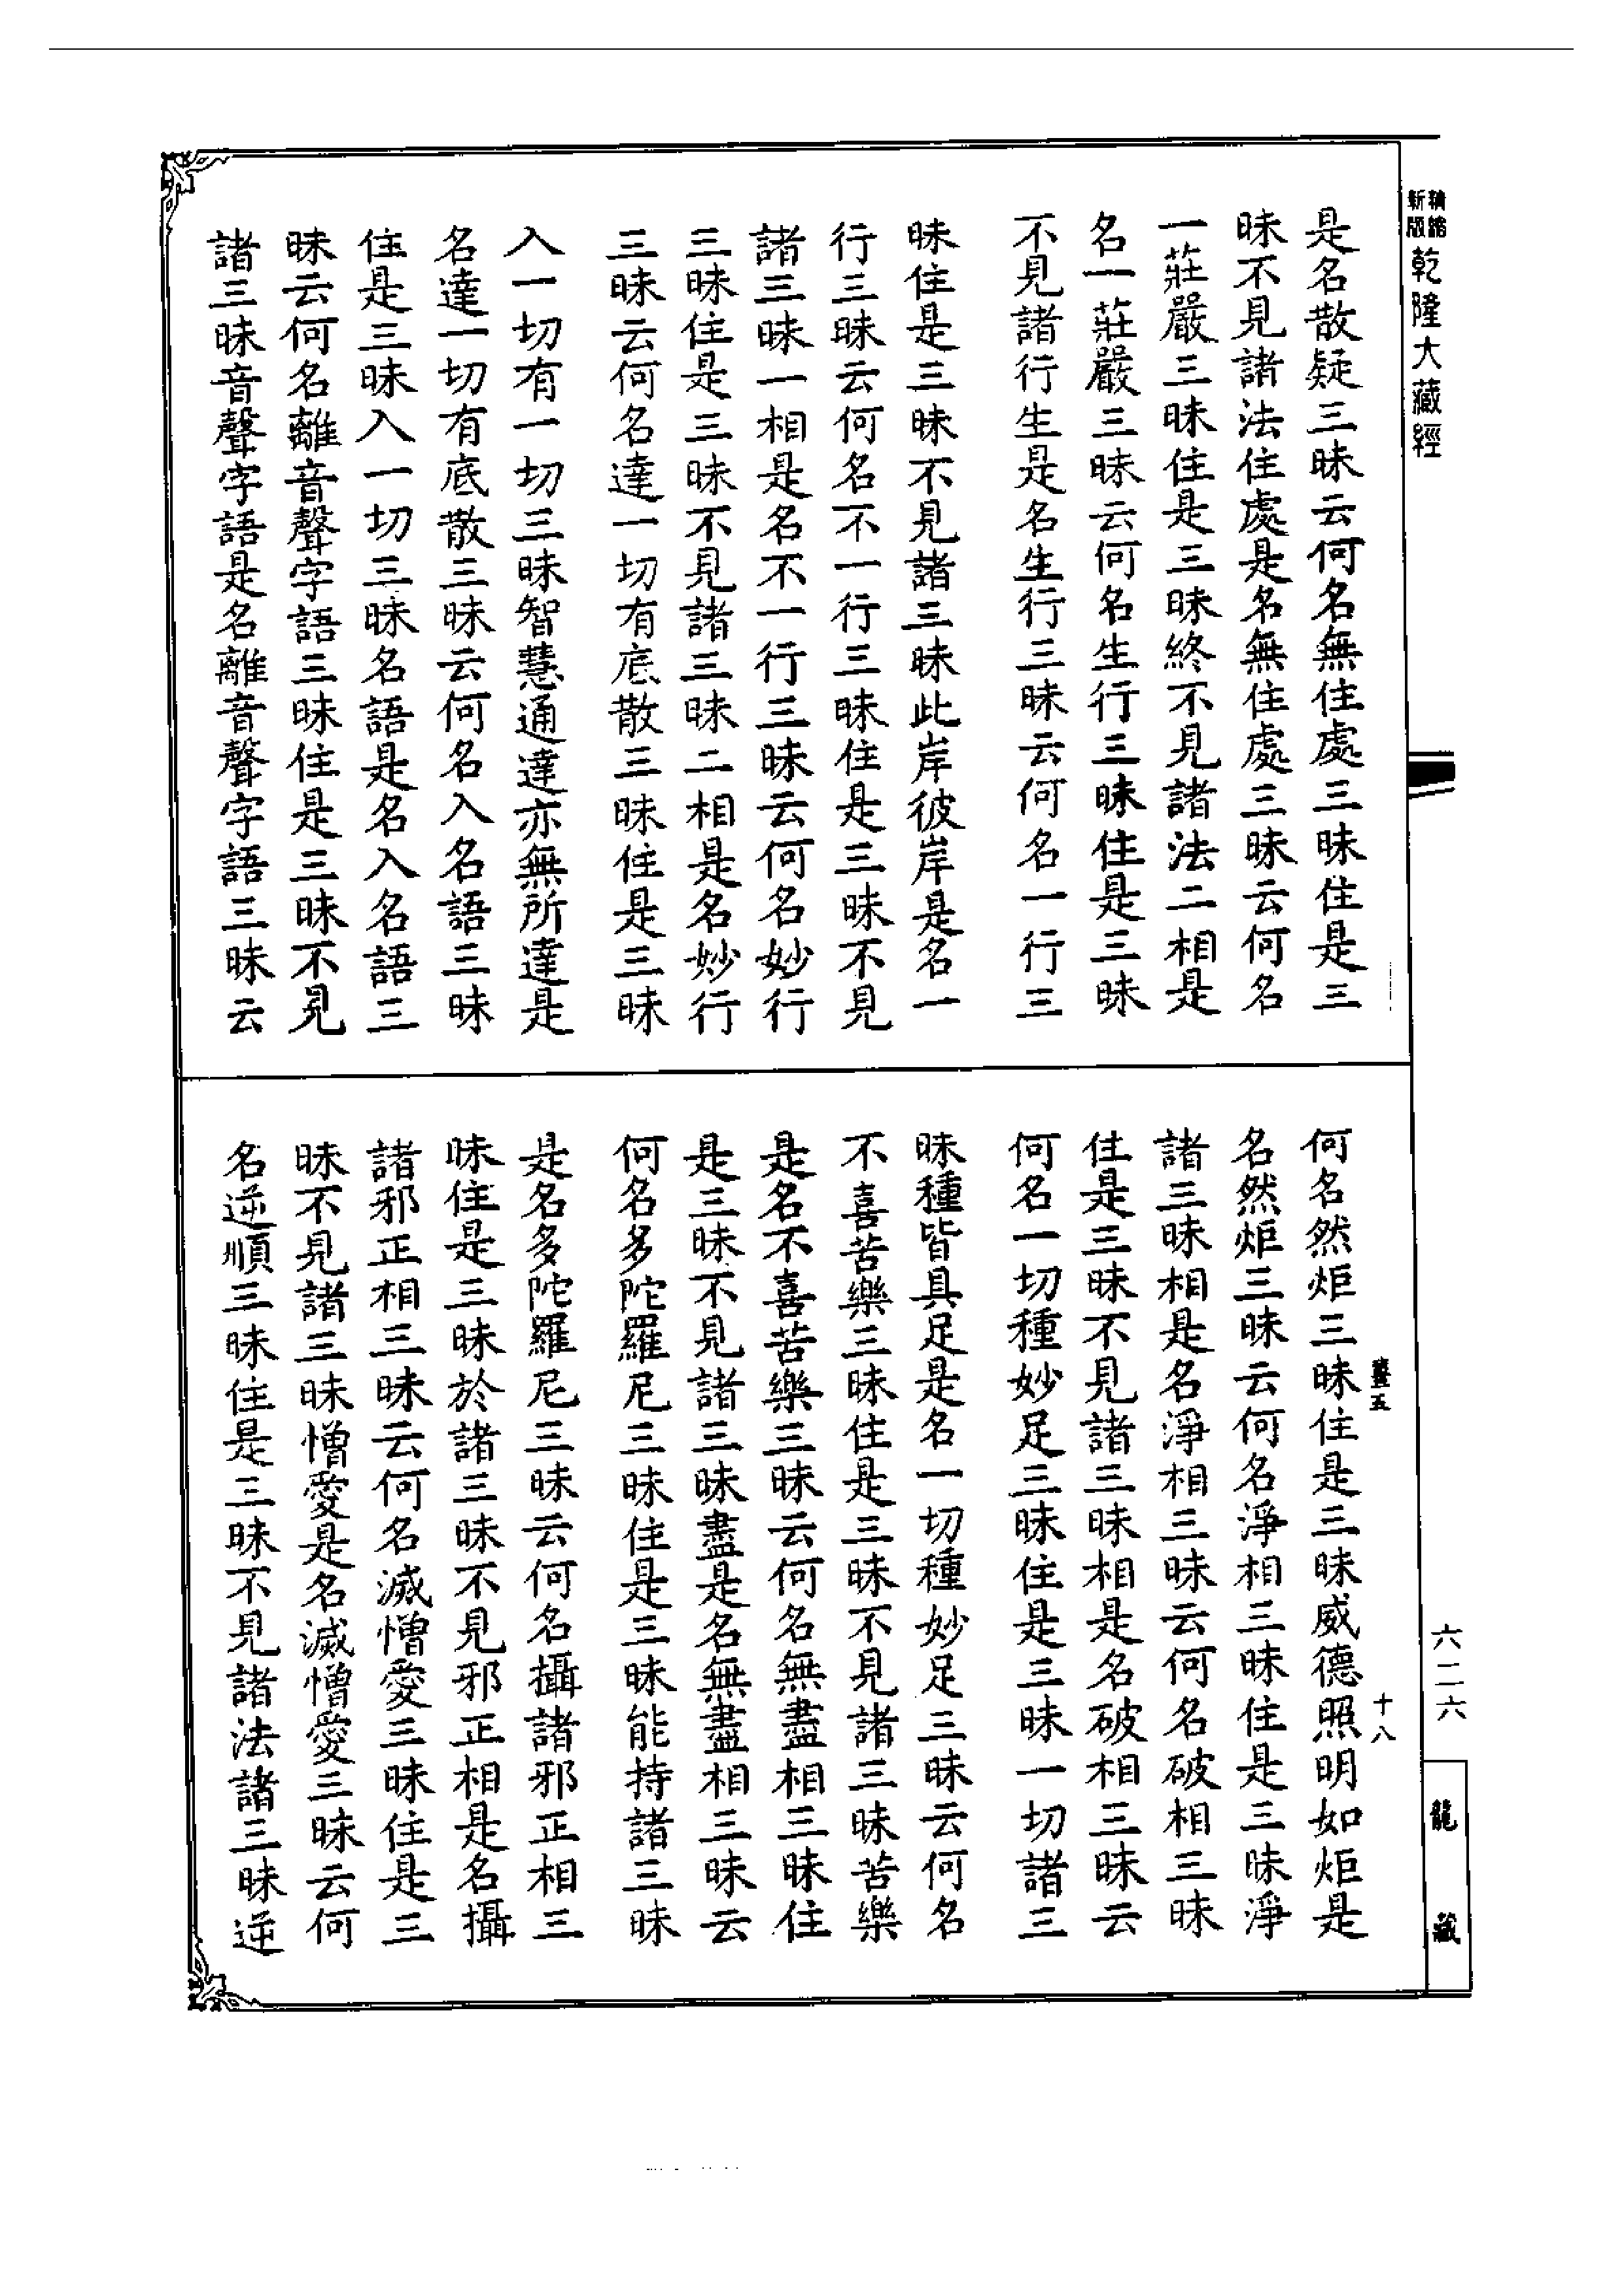 新版精縮乾隆大藏經
是名散疑三昧云何名無住處三昧住是三
昧不見諸法住處是名無住處三昧云何名
一莊嚴三昧住是三昧終不見諸法二相是
名一莊嚴三昧云何名生行三昧住是三昧
不見諸行生是名生行三昧云何名一行三
昧住是三昧不見諸三昧此岸彼岸是名一
行三昧云何名不一行三昧住是三昧不見
諸三昧一相是名不一行三昧云何名妙行
三昧住是三昧不見諸三昧二相是名妙行
三昧云何名達一切有底散三昧住是三昧
入一切有一切三昧智慧通達亦無所達是
名達一切有底散三昧云何名入名語三昧
住是三昧入一切三昧名語是名入名語三
昧云何名離音聲字語三昧住是三昧不見
諸三昧音聲字語是名離音聲字語三昧云
何名然炬三昧住是三昧威德照明如炬是
名然炬三昧云何名淨相三昧住是三昧淨
諸三昧相是名淨相三昧云何名破相三昧
住是三昧不見諸三昧相是名破相三昧云
何名一切種妙足三昧住是三昧一切諸三
昧種皆具足是名一切種妙足三昧云何名
不喜苦樂三昧住是三昧不見諸三昧苦樂
是名不喜苦樂三昧云何名無盡相三昧住
是三昧不見諸三昧盡是名無盡相三昧云
何名多陀羅尼三昧住是三昧能持諸三昧
是名多陀羅尼三昧云何名攝諸邪正相三
昧住是三昧於諸三昧不見邪正相是名攝
諸邪正相三昧云何名滅憎愛三昧住是三
昧不見諸三昧憎愛是名滅憎愛三昧云何
名逆順三昧住是三昧不見諸法諸三昧逆
五
十八
六二六
龍藏